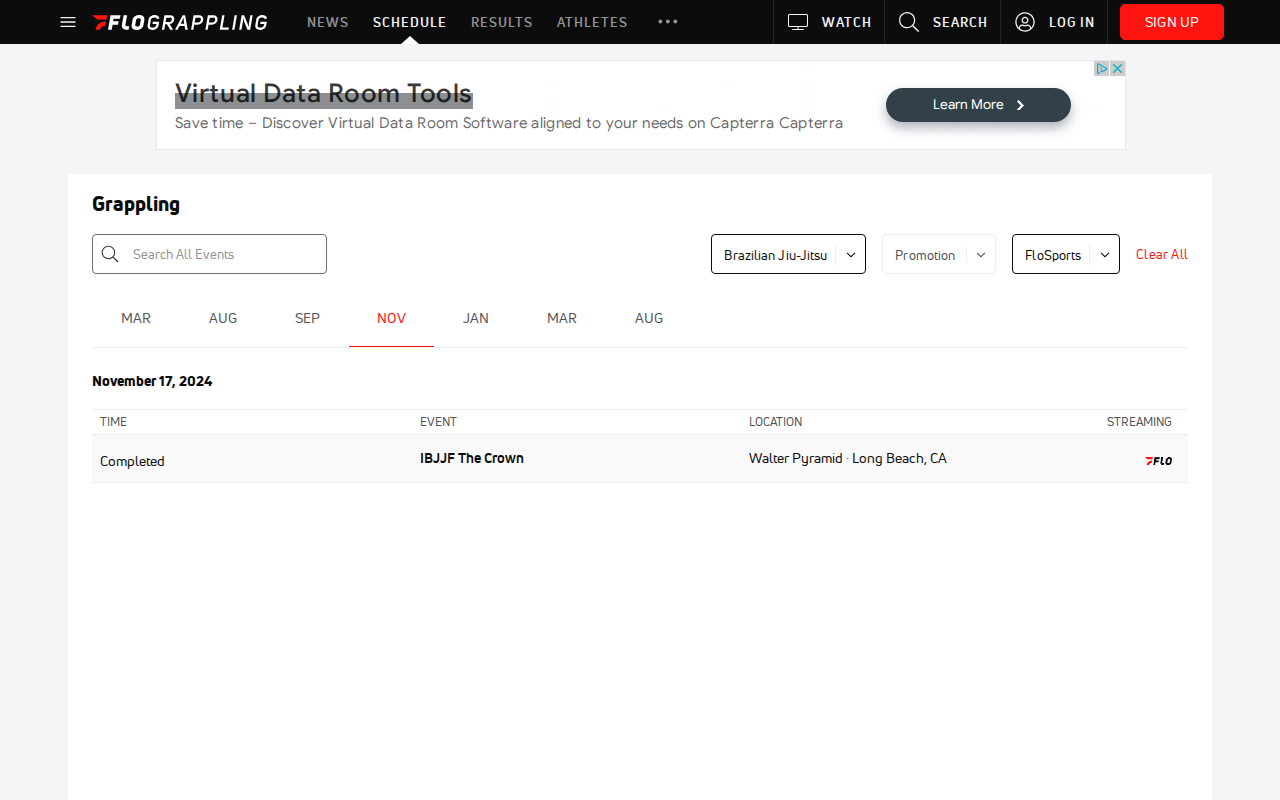 FLOGRAPPLING NEWS SCHEDULE RESULTS ATHLETES ••• WATCH SEARCH LOG IN SIGN UP
Virtual Data Room Tools
Save time – Discover Virtual Data Room Software aligned to your needs on Capterra Capterra
Learn More
Grappling
Search All Events Brazilian Jiu-Jitsu Promotion FloSports Clear All
MAR AUG SEP NOV JAN MAR AUG
November 17, 2024
TIME EVENT LOCATION STREAMING
Completed IBJJF The Crown Walter Pyramid · Long Beach, CA FLO